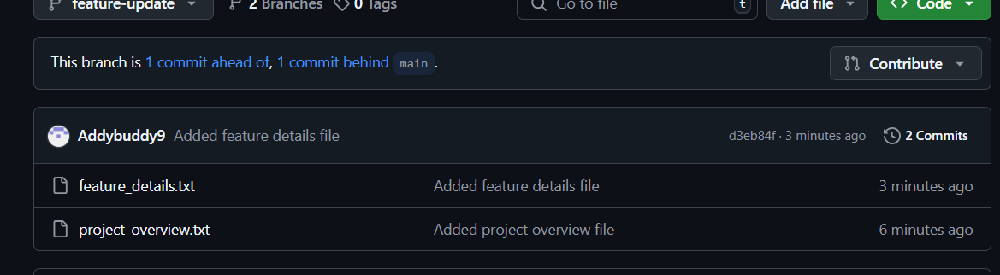 feature-update 2 Branches 0 Tags Go to file t Add file Code
This branch is 1 commit ahead of, 1 commit behind main .
Contribute
Addybuddy9 Added feature details file d3eb84f · 3 minutes ago 2 Commits
feature_details.txt Added feature details file 3 minutes ago
project_overview.txt Added project overview file 6 minutes ago